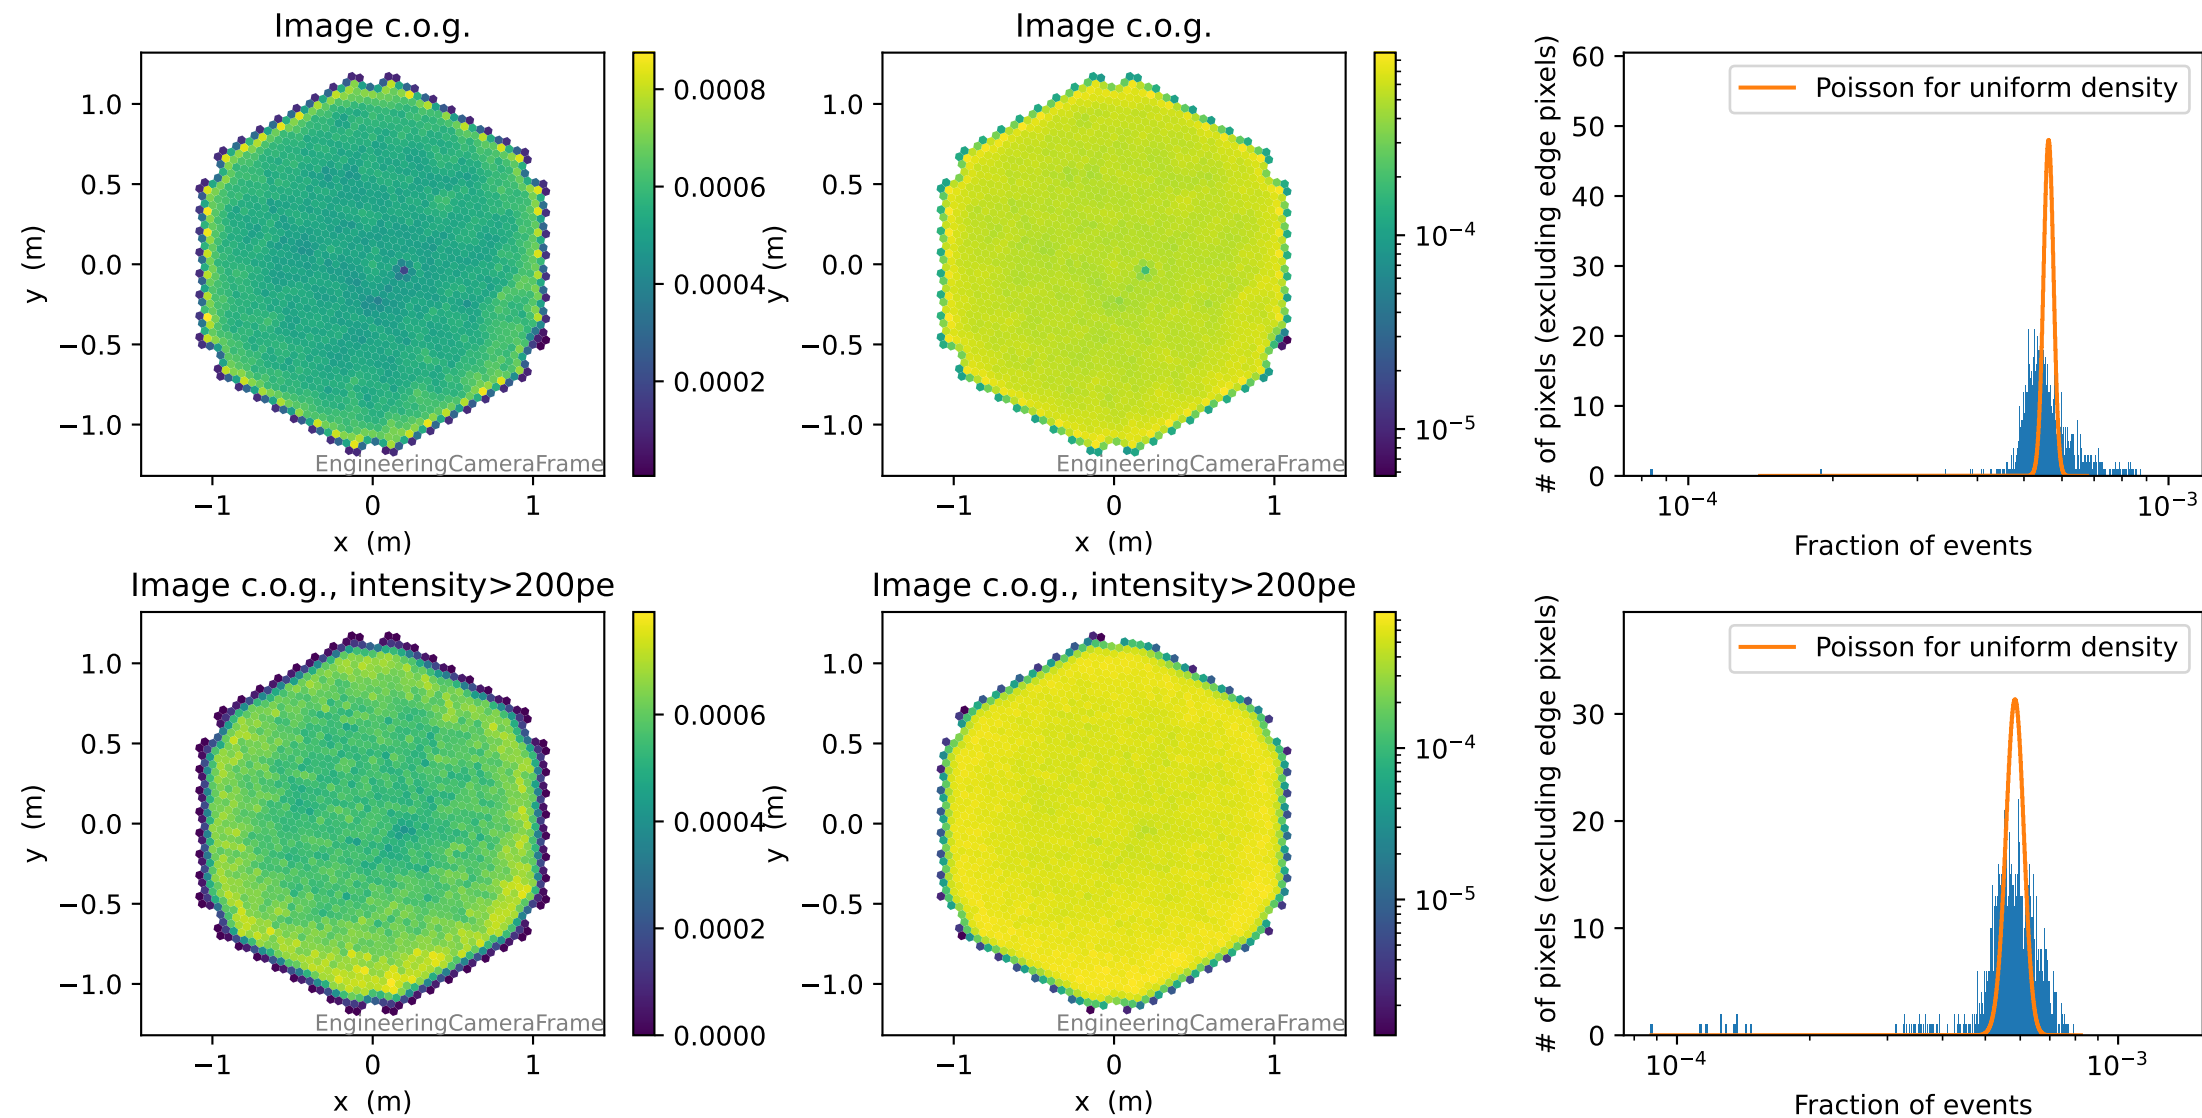 Image c.o.g.
1.0
0.5
0.0
−0.5
−1.0
y (m)
−1
0
1
x (m)
EngineeringCameraFrame
0.0008
0.0006
0.0004
0.0002
Image c.o.g.
1.0
0.5
0.0
−0.5
−1.0
y (m)
−1
0
1
x (m)
EngineeringCameraFrame
10−4
10−5
# of pixels (excluding edge pixels)
60
50
40
30
20
10
0
Poisson for uniform density
10−4
10−3
Fraction of events
Image c.o.g., intensity>200pe
1.0
0.5
0.0
−0.5
−1.0
y (m)
−1
0
1
x (m)
EngineeringCameraFrame
0.0006
0.0004
0.0002
0.0000
Image c.o.g., intensity>200pe
1.0
0.5
0.0
−0.5
−1.0
y (m)
−1
0
1
x (m)
EngineeringCameraFrame
10−4
10−5
# of pixels (excluding edge pixels)
30
20
10
0
Poisson for uniform density
10−4
10−3
Fraction of events